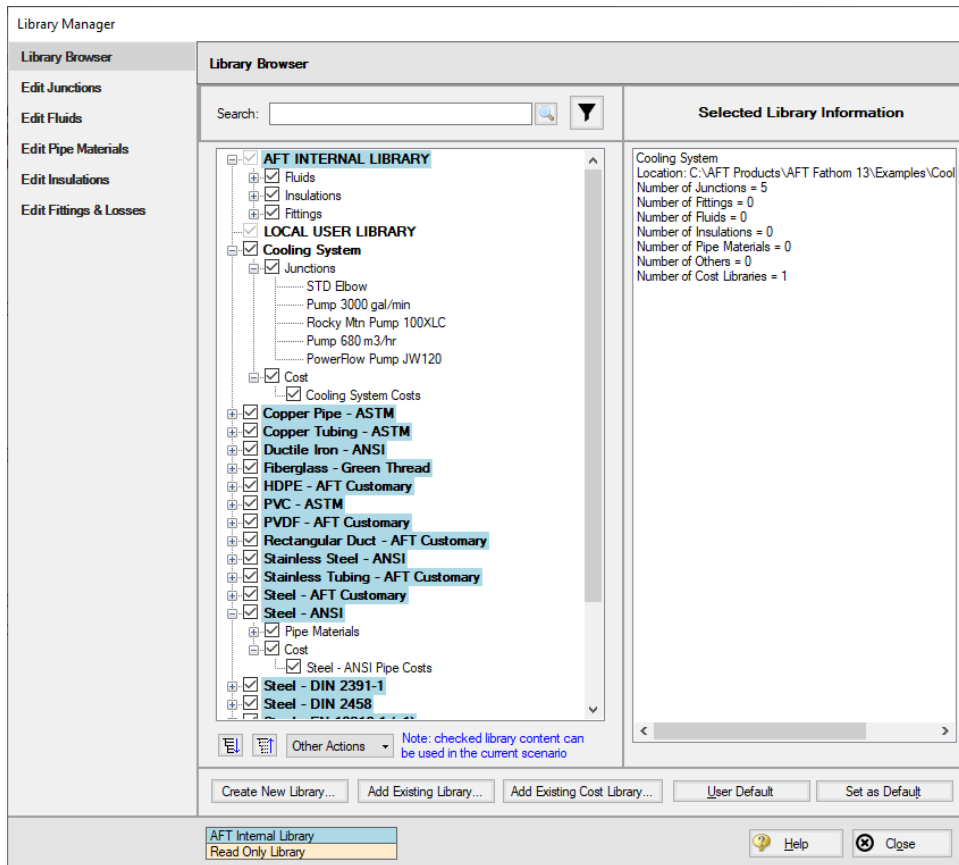 Library Manager
Library Browser
Edit Junctions
Edit Fluids
Edit Pipe Materials
Edit Insulations
Edit Fittings & Losses
Library Browser
Search:
AFT INTERNAL LIBRARY
Fluids
Insulations
Fittings
LOCAL USER LIBRARY
Cooling System
Junctions
STD Elbow
Pump 3000 gal/min
Rocky Mtn Pump 100XLC
Pump 680 m3/hr
PowerFlow Pump JW120
Cost
Cooling System Costs
Copper Pipe - ASTM
Copper Tubing - ASTM
Ductile Iron - ANSI
Fiberglass - Green Thread
HDPE - AFT Customary
PVC - ASTM
PVDF - AFT Customary
Rectangular Duct - AFT Customary
Stainless Steel - ANSI
Stainless Tubing - AFT Customary
Steel - AFT Customary
Steel - ANSI
Pipe Materials
Cost
Steel - ANSI Pipe Costs
Steel - DIN 2391-1
Steel - DIN 2458
Other Actions
Note: checked library content can
be used in the current scenario
Selected Library Information
Cooling System
Location: C:\AFT Products\AFT Fathom 13\Examples\Cool
Number of Junctions = 5
Number of Fittings = 0
Number of Fluids = 0
Number of Insulations = 0
Number of Pipe Materials = 0
Number of Others = 0
Number of Cost Libraries = 1
Create New Library...
Add Existing Library...
Add Existing Cost Library...
User Default
Set as Default
AFT Internal Library
Read Only Library
Help
Close